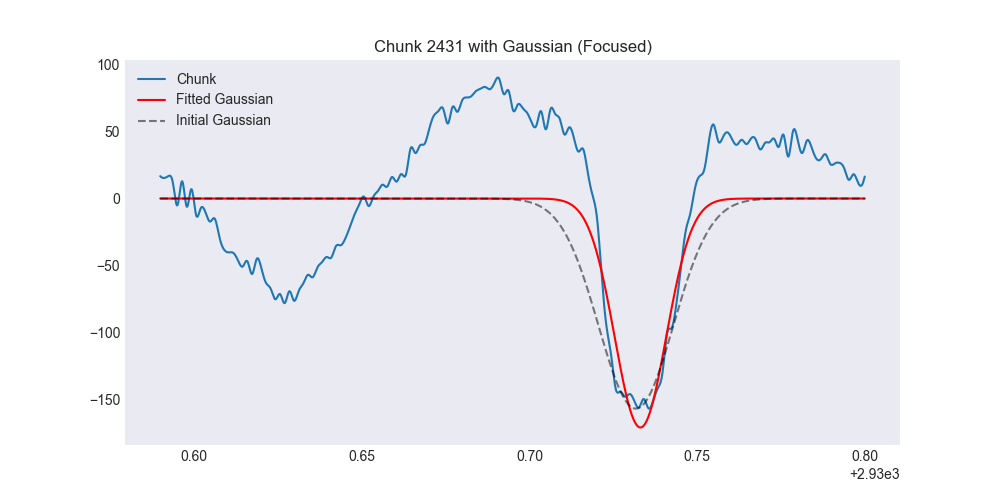 Chunk 2431 with Gaussian (Focused)
Chunk
Fitted Gaussian
Initial Gaussian
100
50
0
−50
−100
−150
0.60 0.65 0.70 0.75 0.80
+2.93e3